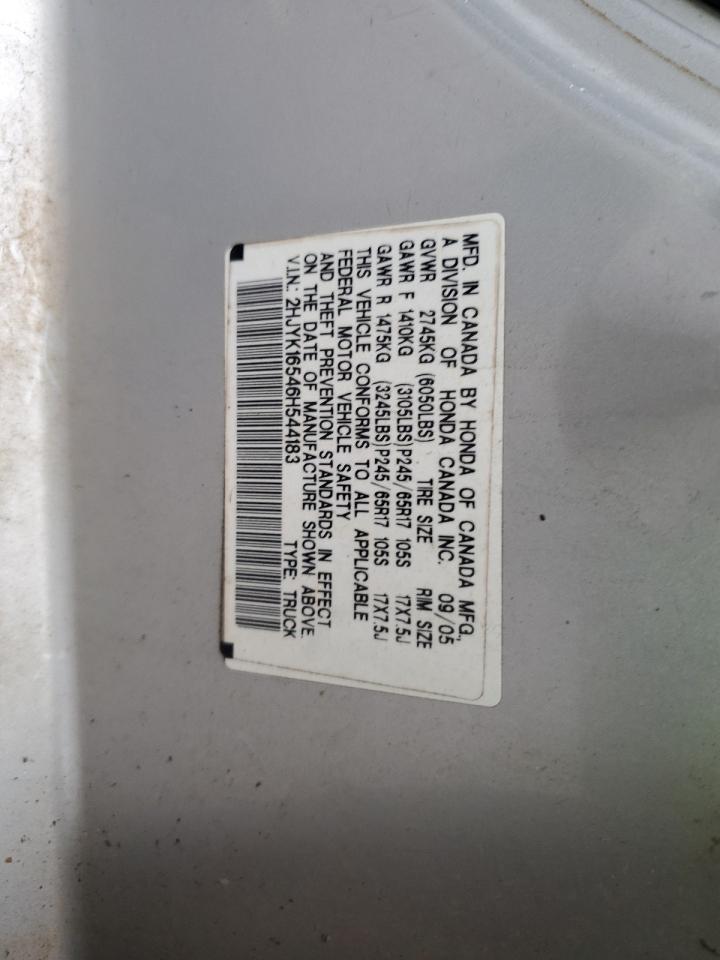 MFD. IN CANADA BY HONDA OF CANADA MFG.,
A DIVISION OF HONDA CANADA INC. 09/05
GVWR 2745KG (6050LBS) TIRE SIZE RIM SIZE
GAWR F 1410KG (3105LBS)P245/65R17 105S 17X7.5J
GAWR R 1475KG (3245LBS)P245/65R17 105S 17X7.5J
THIS VEHICLE CONFORMS TO ALL APPLICABLE
FEDERAL MOTOR VEHICLE SAFETY
AND THEFT PREVENTION STANDARDS IN EFFECT
ON THE DATE OF MANUFACTURE SHOWN ABOVE.
V.I.N.: 2HJYK16546H544183 TYPE: TRUCK